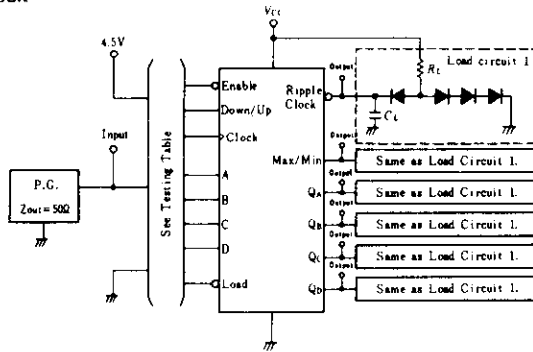 Vcc
4.5V
Output
RL
Load circuit 1.
Enable
Ripple
Clock
Down/Up
CL
Input
Clock
Output
Max/Min
Same as Load Circuit 1.
P.G.
Zout = 50Ω
See Testing Table
A
Output
QA
Same as Load Circuit 1.
B
Output
QB
Same as Load Circuit 1.
C
Output
QC
Same as Load Circuit 1.
D
Output
Load
QD
Same as Load Circuit 1.